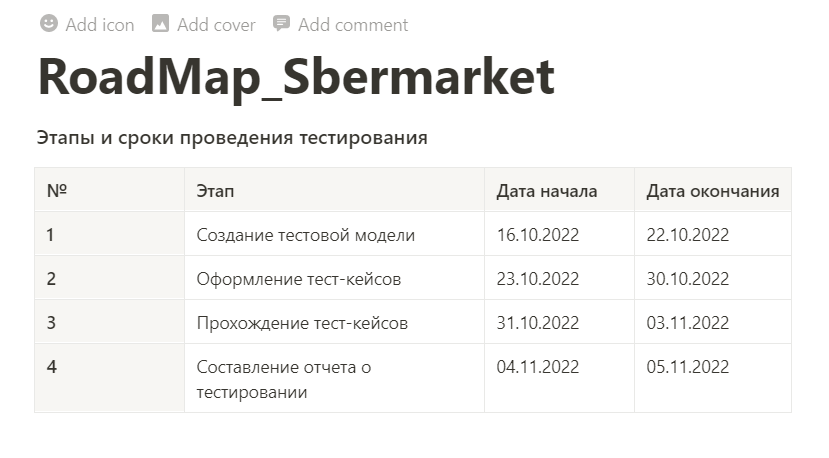 Add icon Add cover Add comment
RoadMap_Sbermarket
Этапы и сроки проведения тестирования
№ Этап Дата начала Дата окончания
1 Создание тестовой модели 16.10.2022 22.10.2022
2 Оформление тест-кейсов 23.10.2022 30.10.2022
3 Прохождение тест-кейсов 31.10.2022 03.11.2022
4 Составление отчета о 04.11.2022 05.11.2022
тестировании